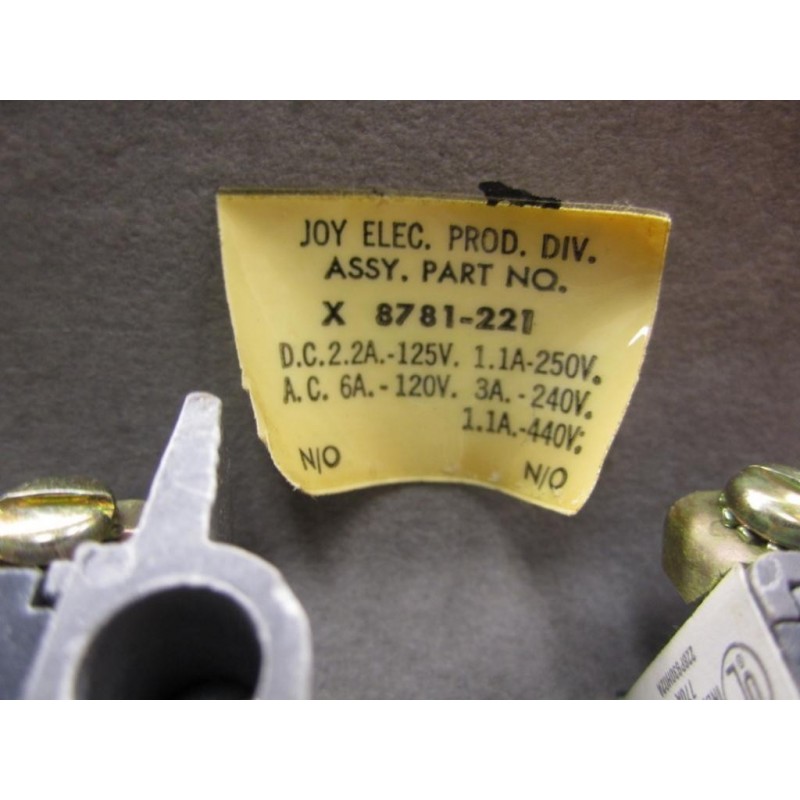 JOY ELEC. PROD. DIV.
ASSY. PART NO.
X 8781-221
D.C. 2.2A.-125V. 1.1A-250V.
A.C. 6A.-120V. 3A.-240V.
1.1A.-440V.
N/O N/O